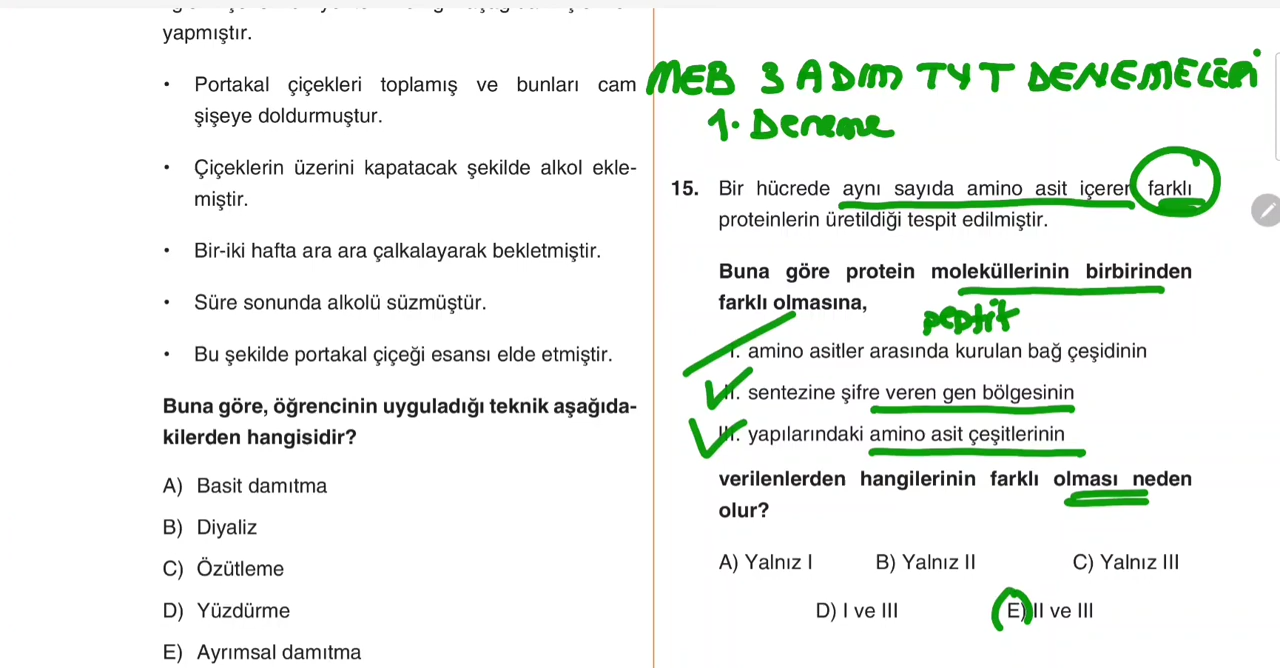 yapmıştır.
• Portakal çiçekleri toplamış ve bunları cam
şişeye doldurmuştur.
• Çiçeklerin üzerini kapatacak şekilde alkol ekle-
miştir.
• Bir-iki hafta ara ara çalkalayarak bekletmiştir.
• Süre sonunda alkolü süzmüştür.
• Bu şekilde portakal çiçeği esansı elde etmiştir.
Buna göre, öğrencinin uyguladığı teknik aşağıda-
kilerden hangisidir?
A) Basit damıtma
B) Diyaliz
C) Özütleme
D) Yüzdürme
E) Ayrımsal damıtma
MEB 3 ADIM TYT DENEMELERİ
1. Deneme
15. Bir hücrede aynı sayıda amino asit içeren farklı
proteinlerin üretildiği tespit edilmiştir.
Buna göre protein moleküllerinin birbirinden
farklı olmasına,
peptit
I. amino asitler arasında kurulan bağ çeşidinin
II. sentezine şifre veren gen bölgesinin
III. yapılarındaki amino asit çeşitlerinin
verilenlerden hangilerinin farklı olması neden
olur?
A) Yalnız I B) Yalnız II C) Yalnız III
D) I ve III E) II ve III